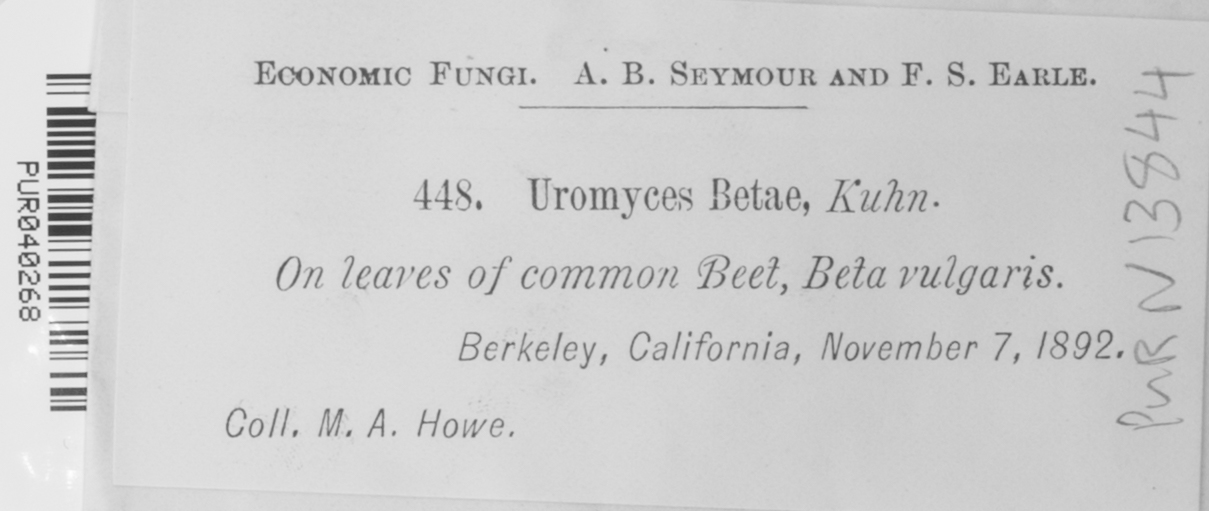 ECONOMIC FUNGI. A. B. SEYMOUR AND F. S. EARLE.
448. Uromyces Betae, Kuhn.
On leaves of common Beet, Beta vulgaris.
Berkeley, California, November 7, 1892.
Coll. M. A. Howe.
PUR N13844
PUR040268